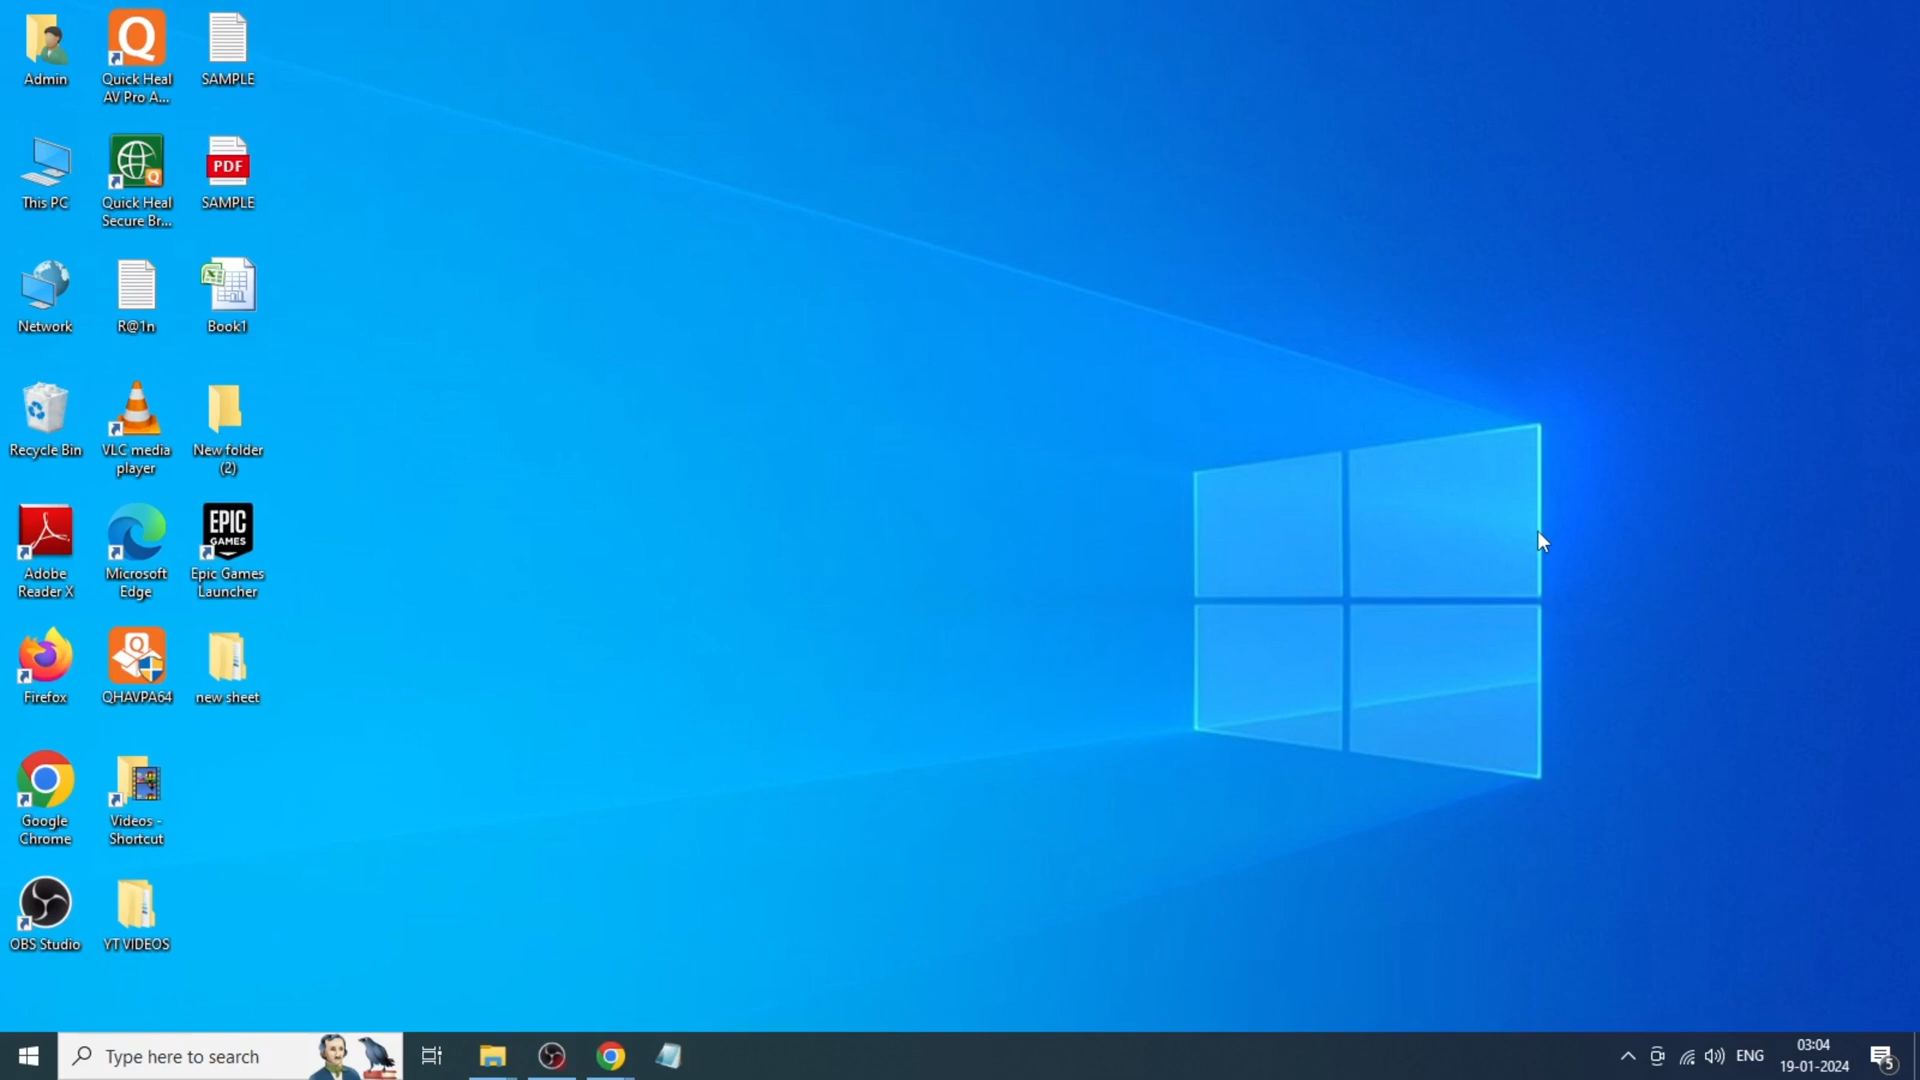 Admin
Quick Heal
AV Pro A...
SAMPLE
This PC
Quick Heal
Secure Br...
PDF
SAMPLE
Network
R@1n
Book1
Recycle Bin
VLC media
player
New folder
(2)
Adobe
Reader X
Microsoft
Edge
EPIC
GAMES
Epic Games
Launcher
Firefox
QHAVPA64
new sheet
Google
Chrome
Videos -
Shortcut
OBS Studio
YT VIDEOS
Type here to search
ENG
03:04
19-01-2024
5